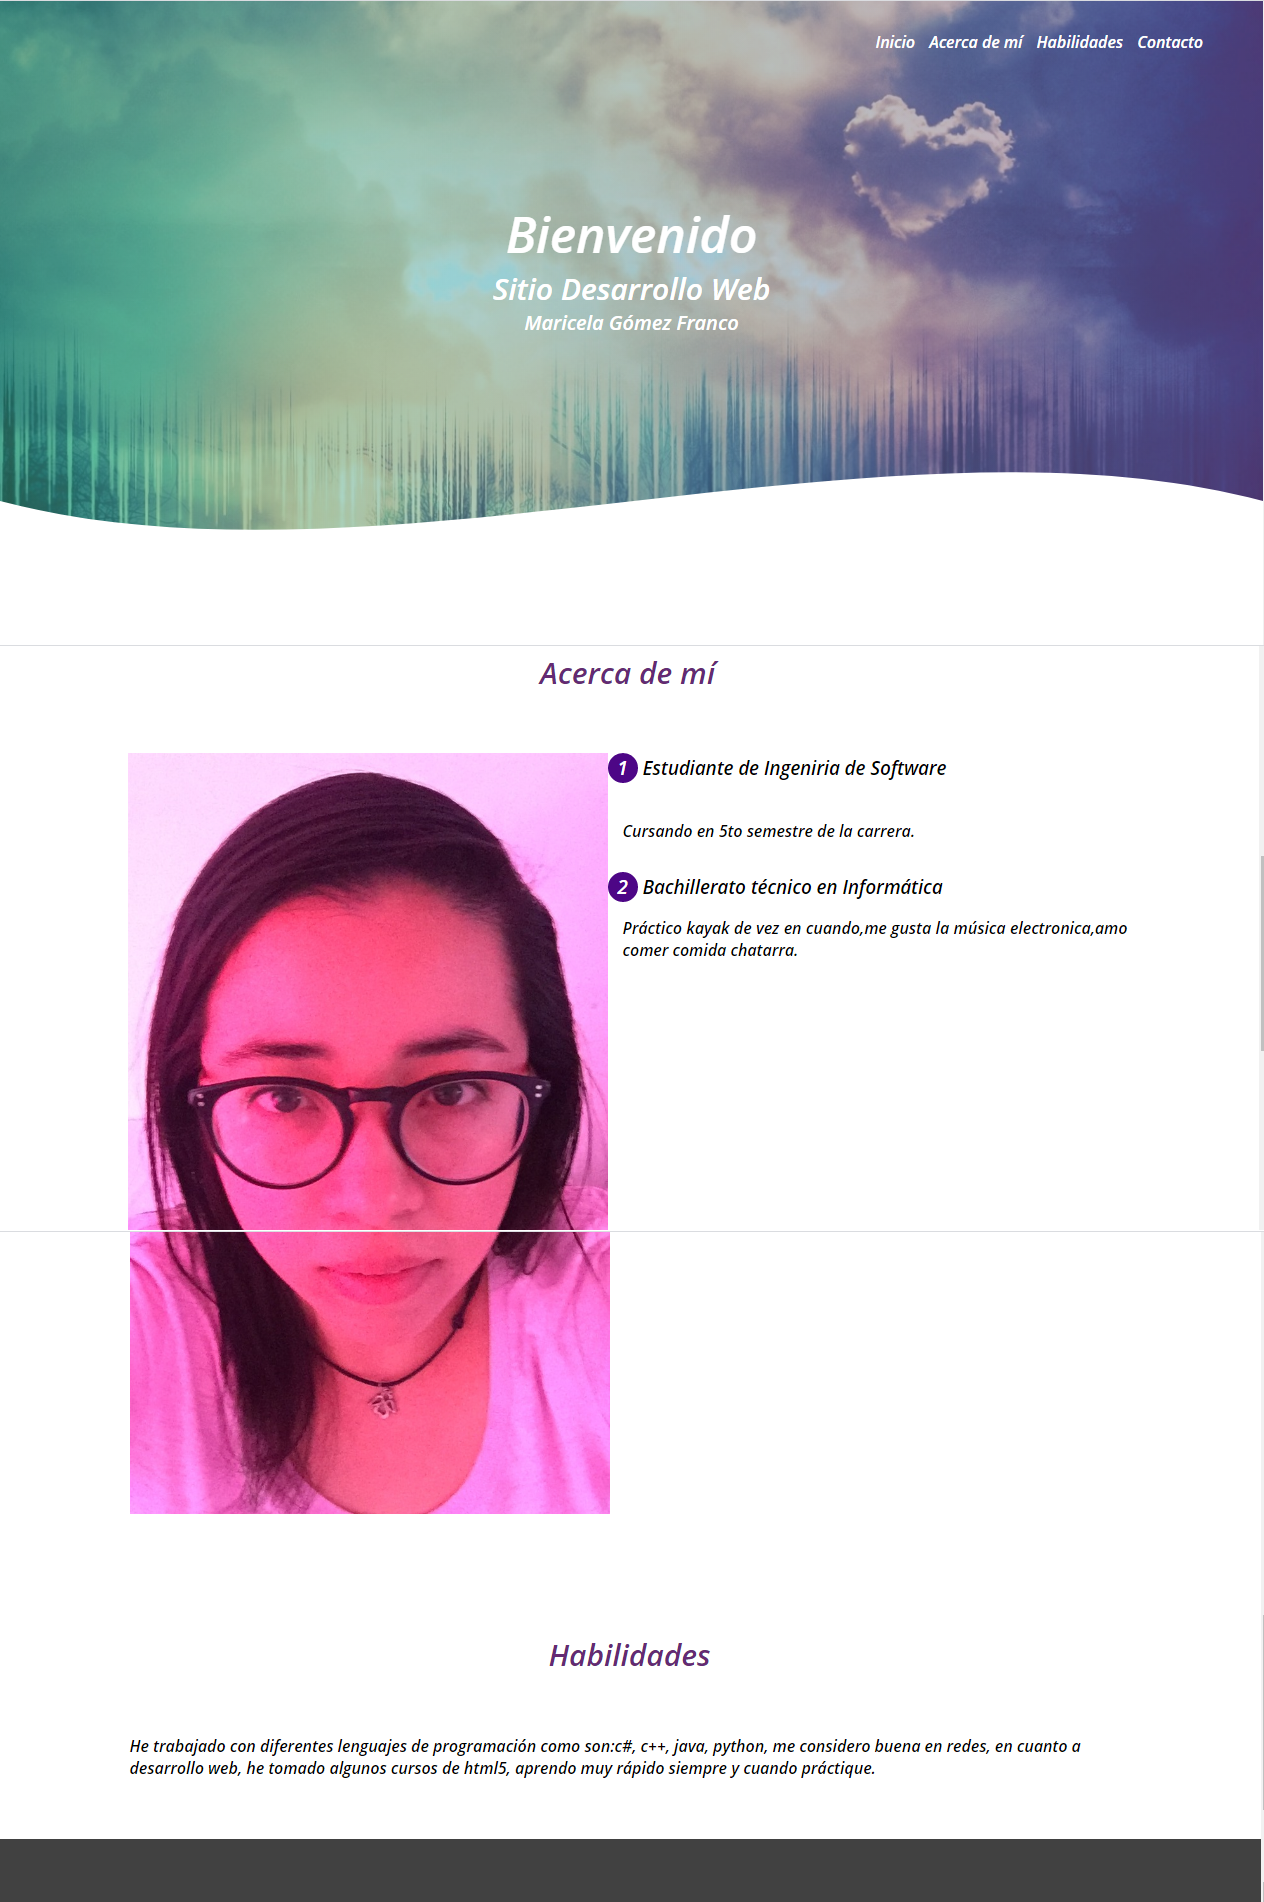 Inicio Acerca de mí Habilidades Contacto
Bienvenido
Sitio Desarrollo Web
Maricela Gómez Franco
Acerca de mí
1 Estudiante de Ingeniria de Software
Cursando en 5to semestre de la carrera.
2 Bachillerato técnico en Informática
Práctico kayak de vez en cuando,me gusta la música electronica,amo
comer comida chatarra.
Habilidades
He trabajado con diferentes lenguajes de programación como son:c#, c++, java, python, me considero buena en redes, en cuanto a
desarrollo web, he tomado algunos cursos de html5, aprendo muy rápido siempre y cuando práctique.